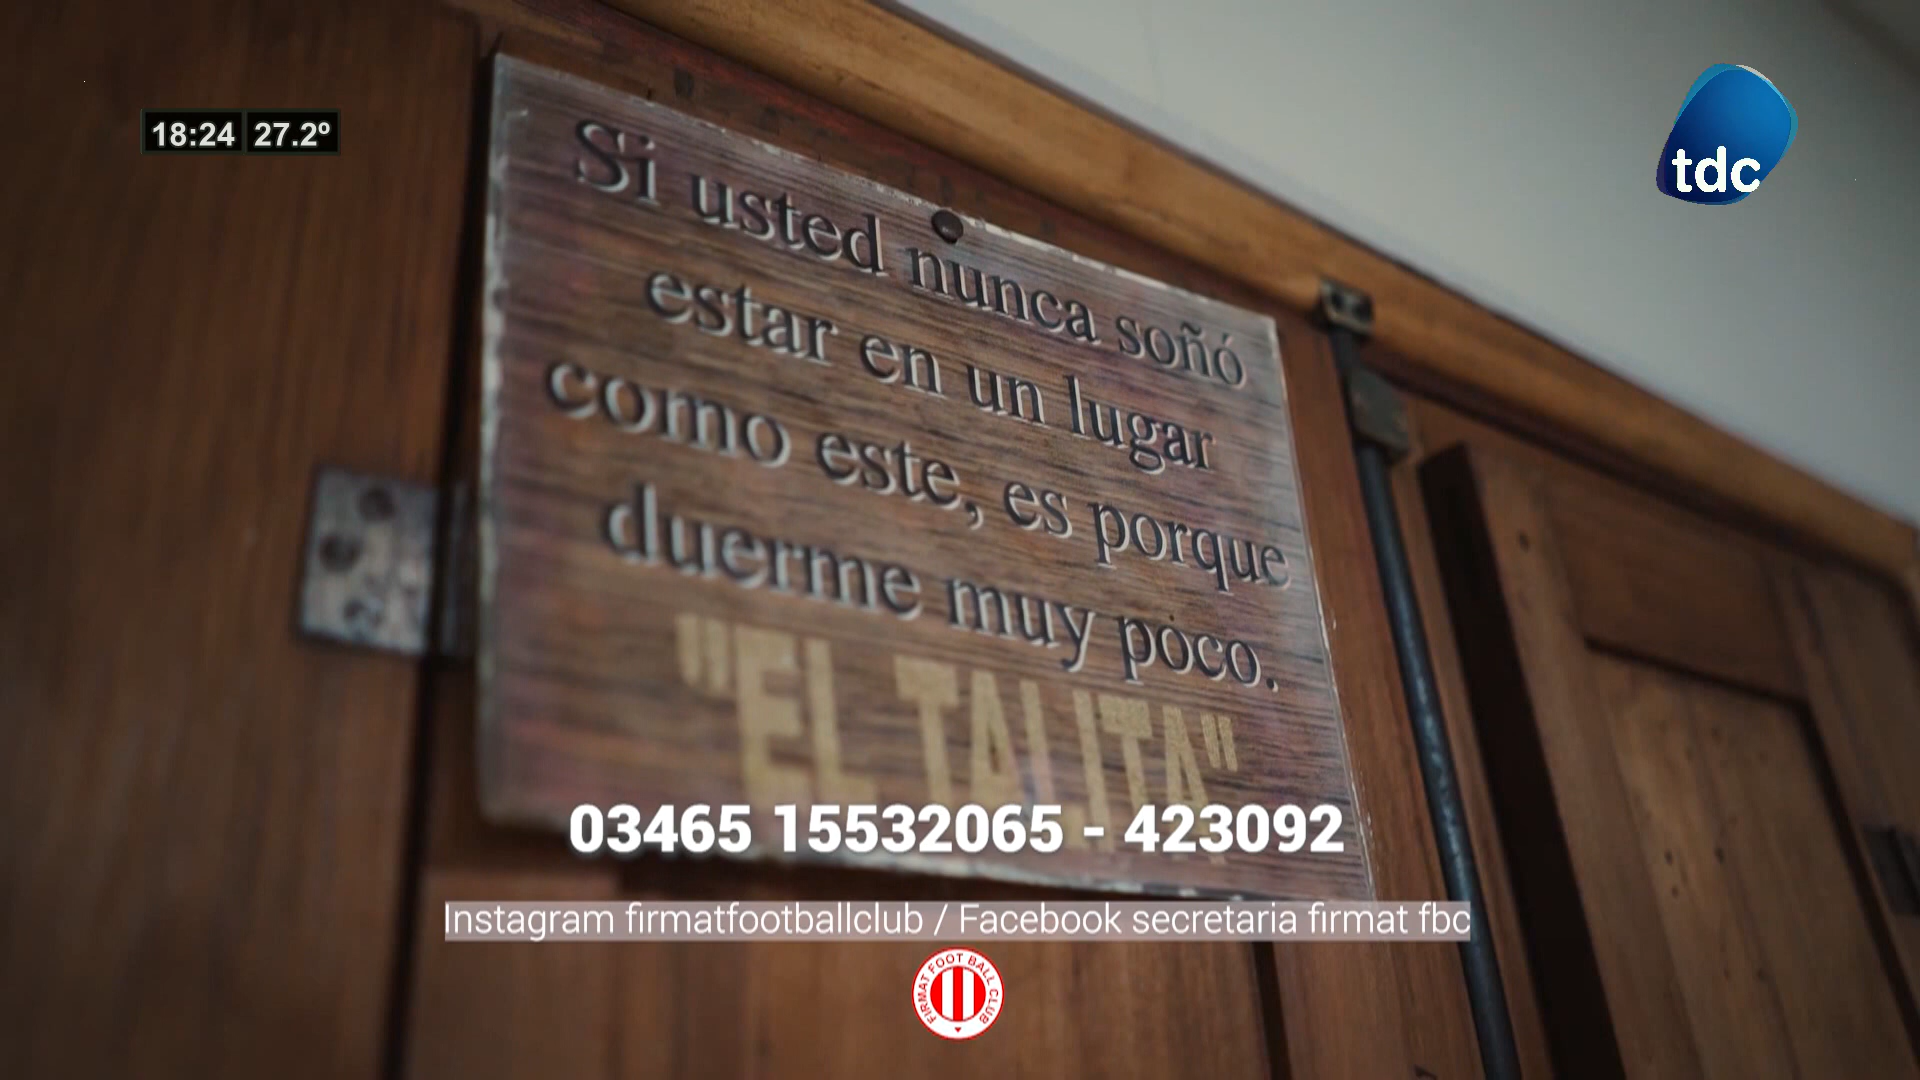 18:24 27.2º
tdc
Si usted nunca soñó
estar en un lugar
como este, es porque
duerme muy poco.
"EL TALITA"
03465 15532065 - 423092
Instagram firmatfootballclub / Facebook secretaria firmat fbc
FIRMAT FOOT BALL CLUB